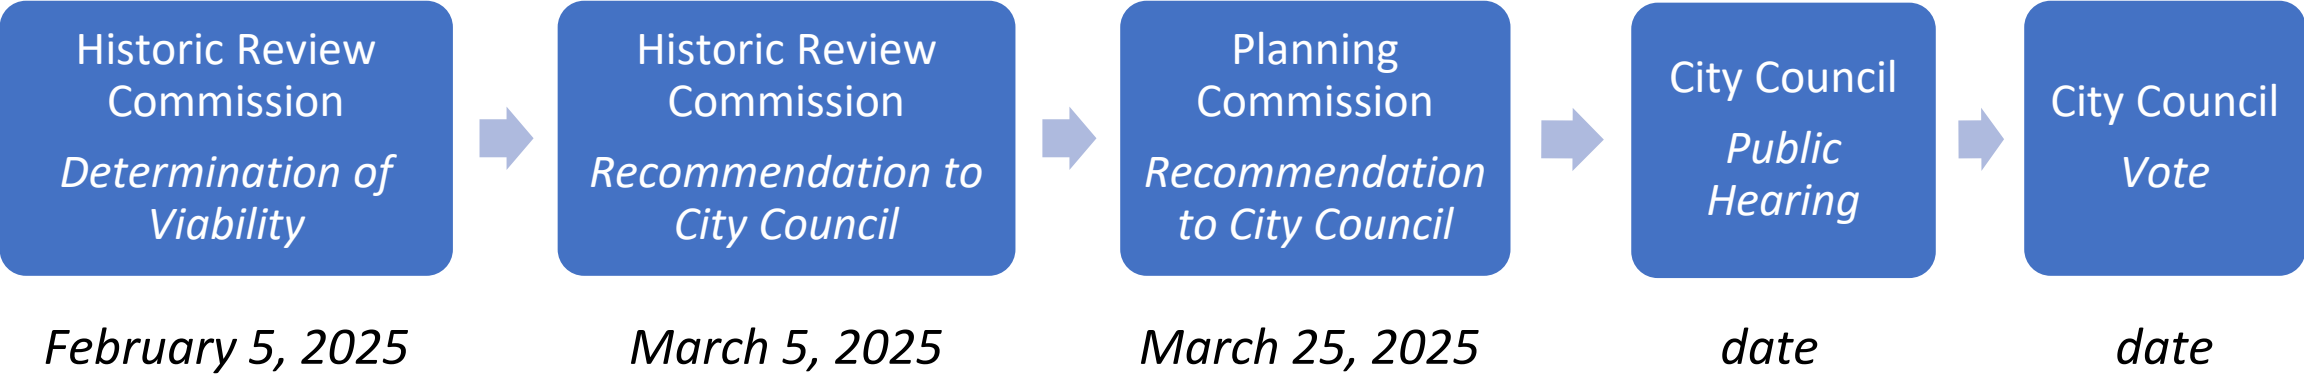 Historic Review
Commission
Determination of
Viability
Historic Review
Commission
Recommendation to
City Council
Planning
Commission
Recommendation
to City Council
City Council
Public
Hearing
City Council
Vote
February 5, 2025
March 5, 2025
March 25, 2025
date
date